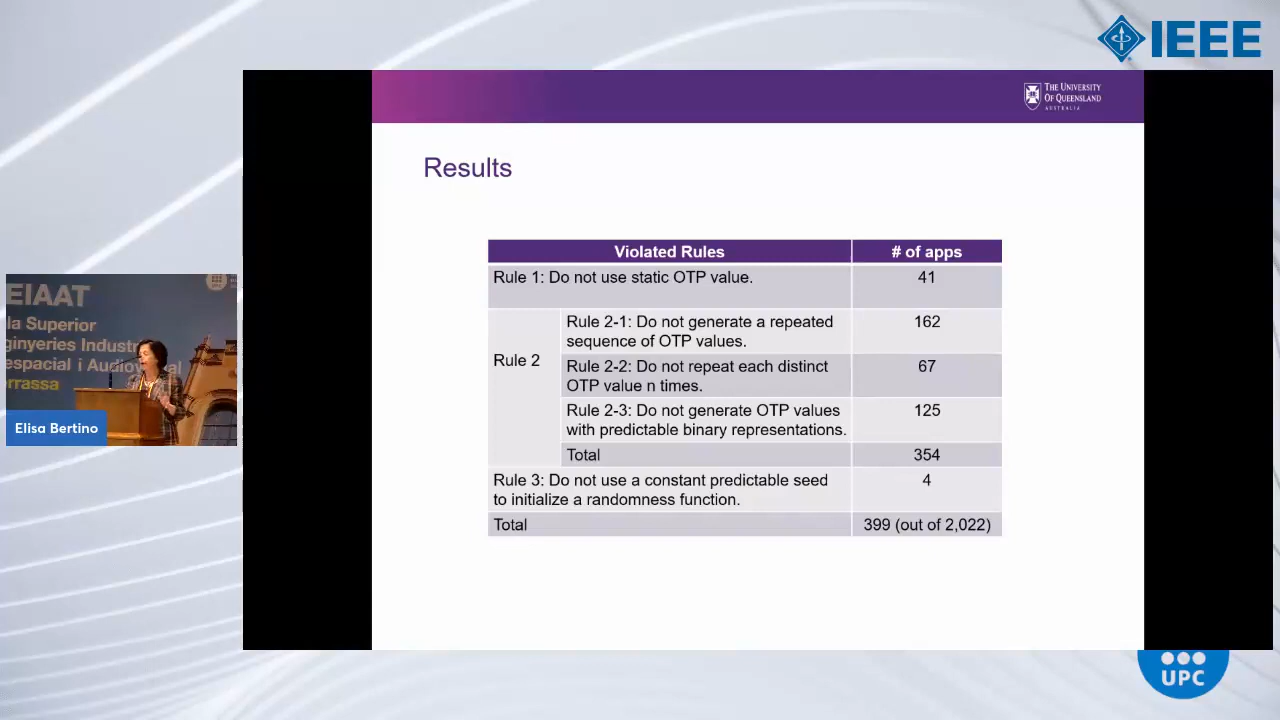 IEEE
THE UNIVERSITY
OF QUEENSLAND
AUSTRALIA
Results
Violated Rules
# of apps
Rule 1: Do not use static OTP value.
41
Rule 2
Rule 2-1: Do not generate a repeated
sequence of OTP values.
162
Rule 2-2: Do not repeat each distinct
OTP value n times.
67
Rule 2-3: Do not generate OTP values
with predictable binary representations.
125
Total
354
Rule 3: Do not use a constant predictable seed
to initialize a randomness function.
4
Total
399 (out of 2,022)
EIAAT
la Superior
ginyeries Indust
espacial i Audiov al
rrassa
Elisa Bertino
UPC